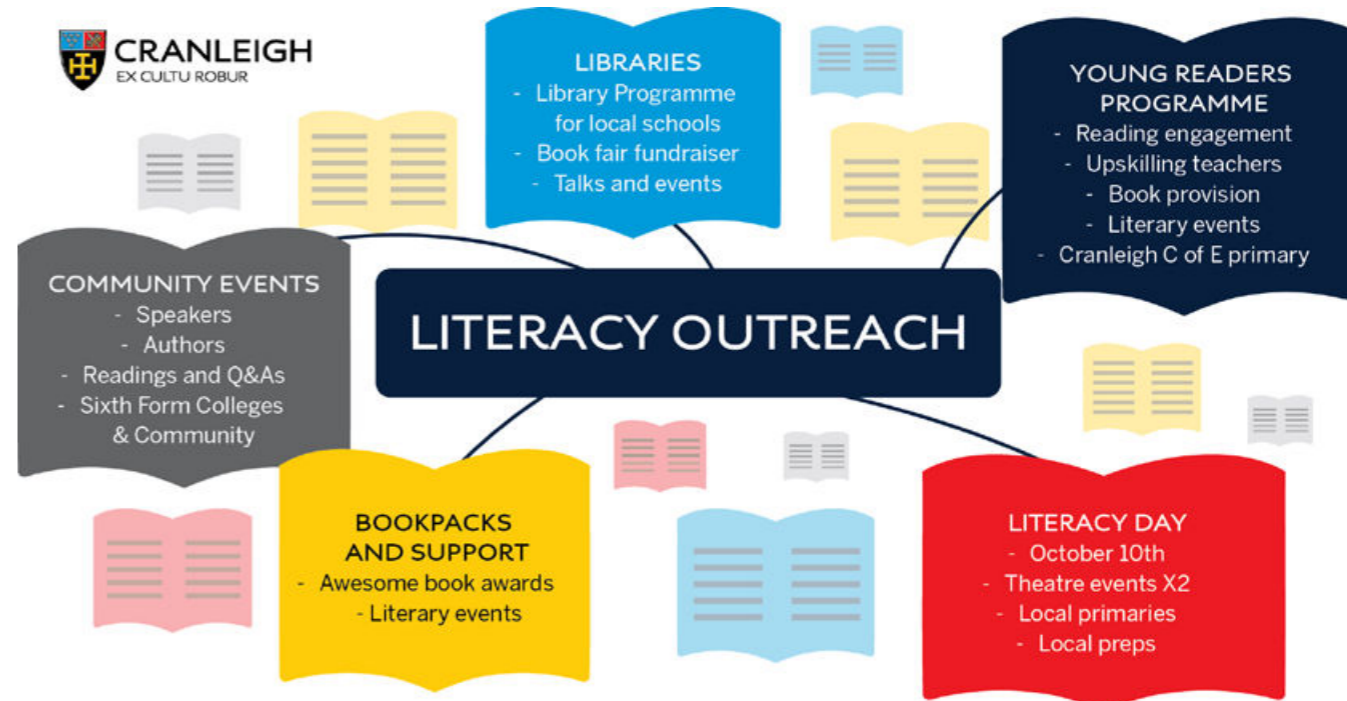 CRANLEIGH
EX CULTU ROBUR
LIBRARIES
- Library Programme
for local schools
- Book fair fundraiser
- Talks and events
YOUNG READERS
PROGRAMME
- Reading engagement
- Upskilling teachers
- Book provision
- Literary events
- Cranleigh C of E primary
COMMUNITY EVENTS
- Speakers
- Authors
- Readings and Q&As
- Sixth Form Colleges
& Community
LITERACY OUTREACH
BOOKPACKS
AND SUPPORT
- Awesome book awards
- Literary events
LITERACY DAY
- October 10th
- Theatre events X2
- Local primaries
- Local preps